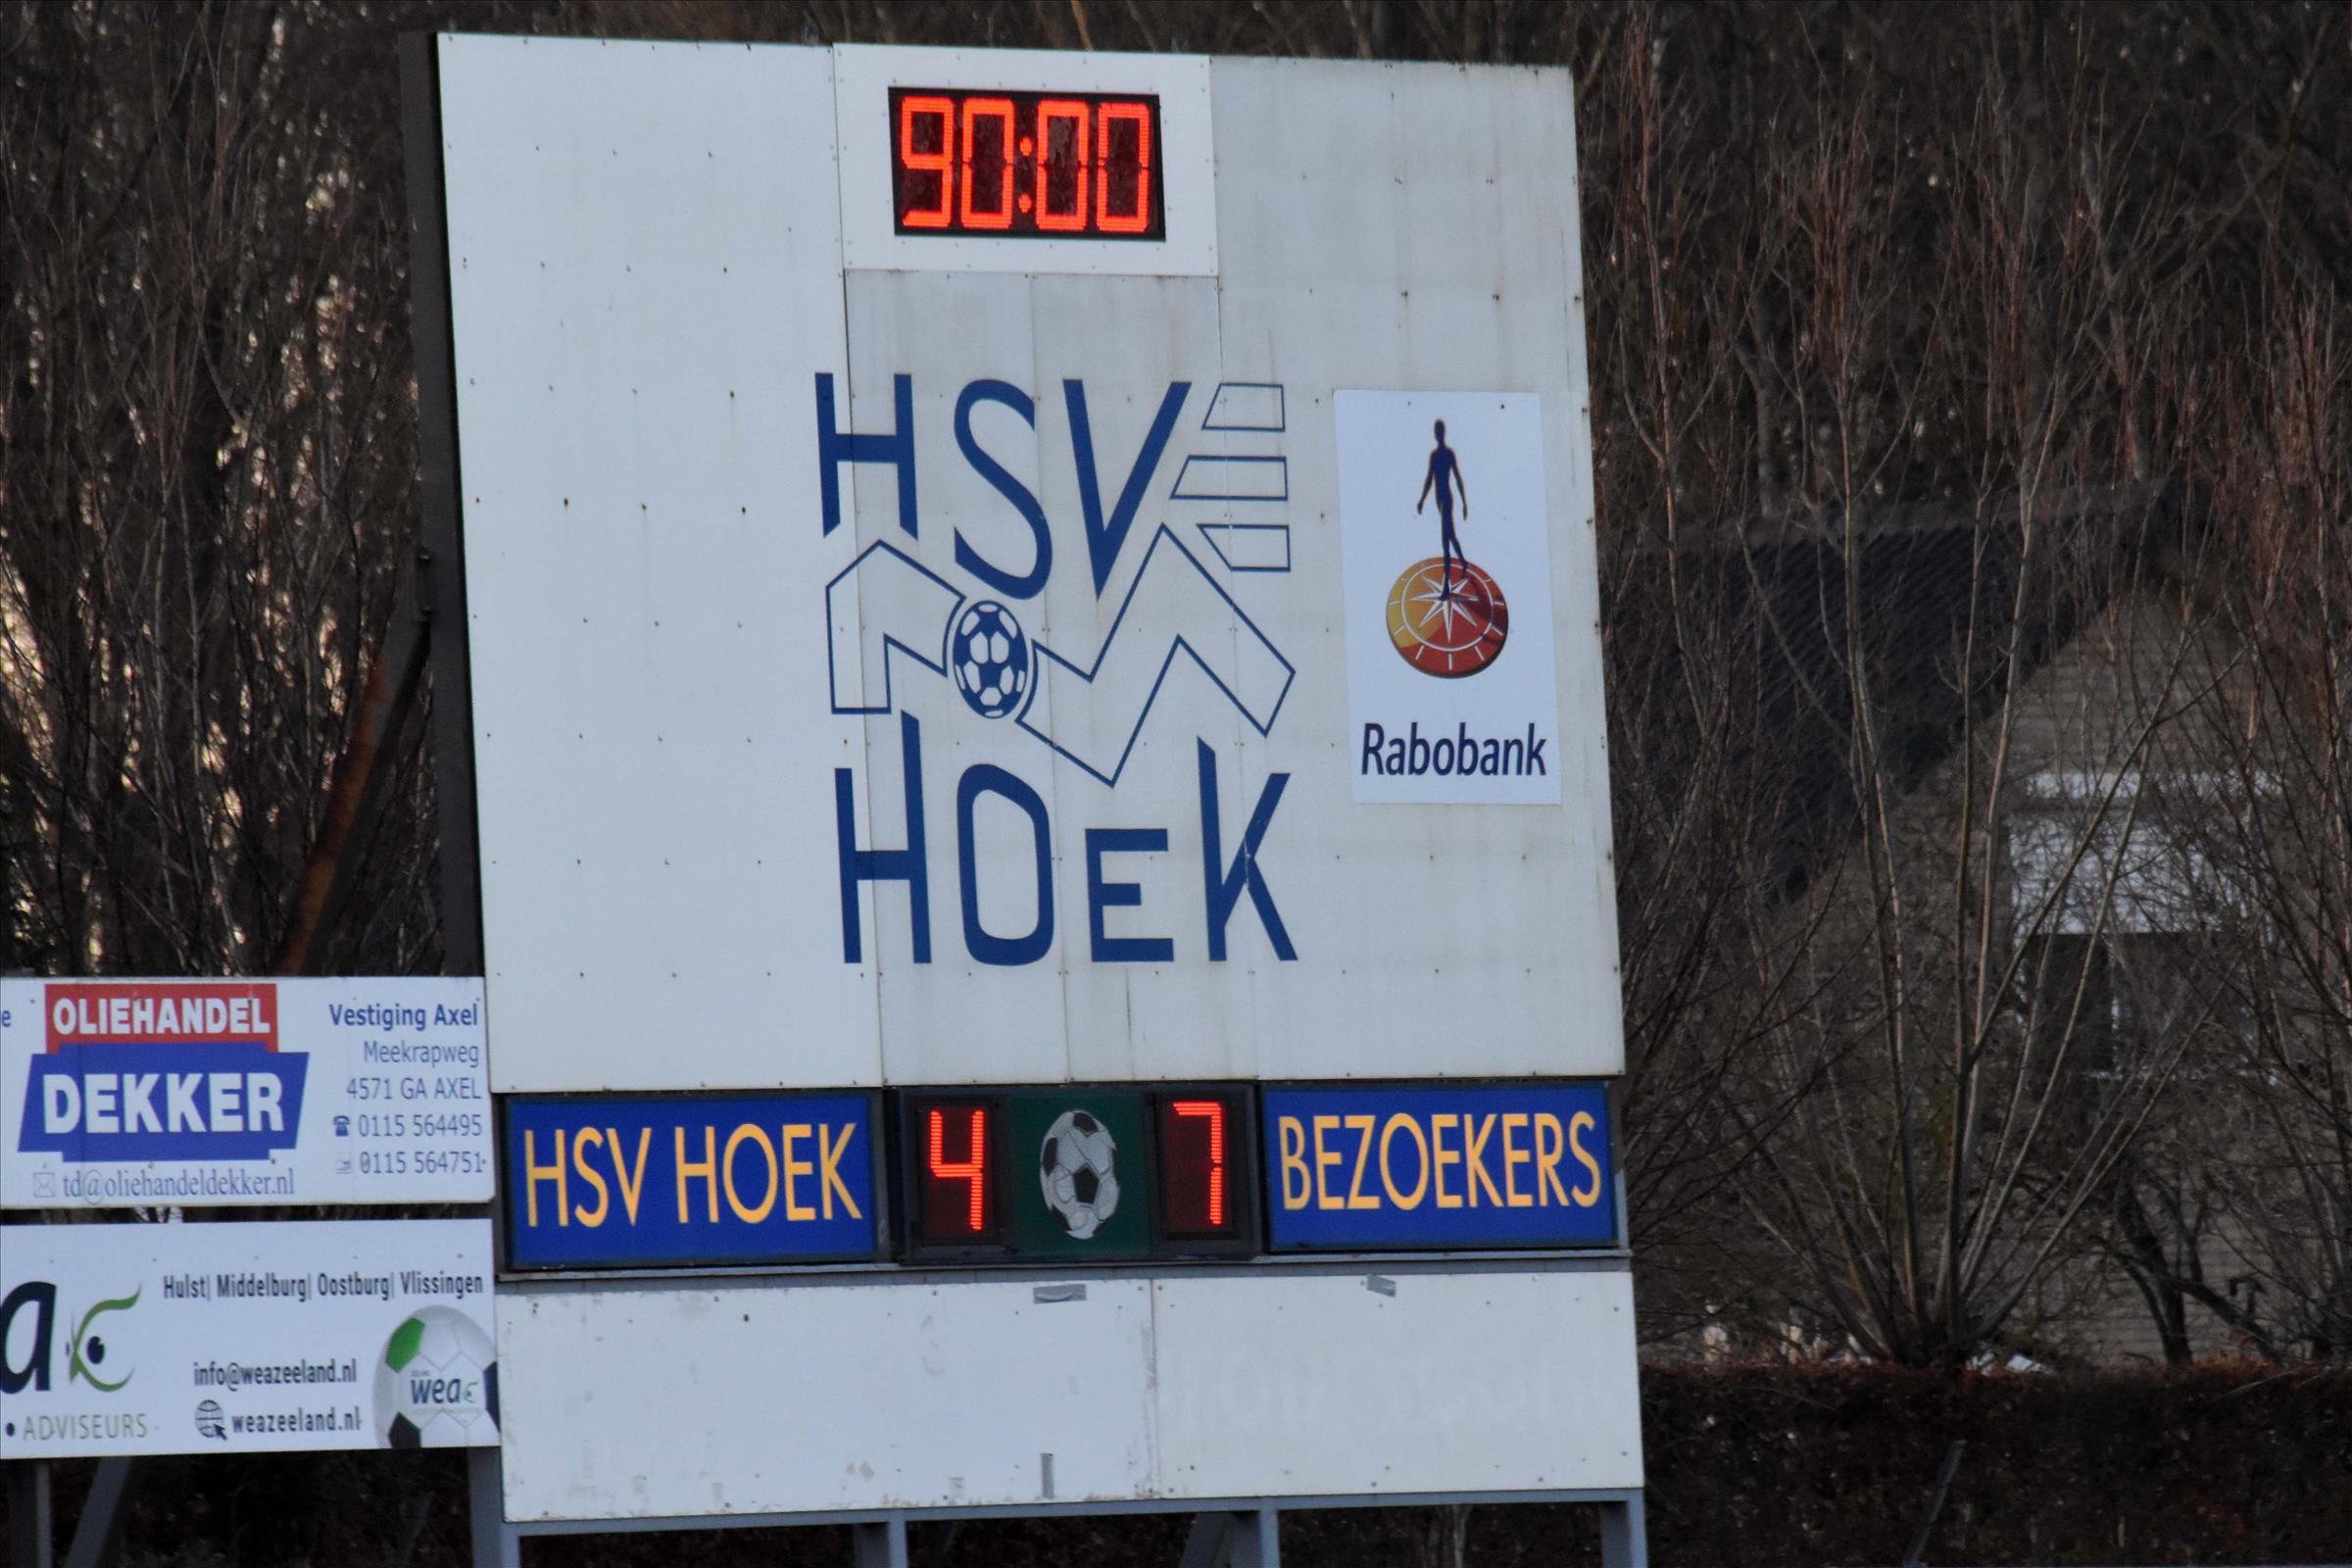 90:00
HSV
HOEK
Rabobank
e
OLIEHANDEL
DEKKER
td@oliehandeldekker.nl
Vestiging Axel
Meekrapweg
4571 GA AXEL
0115 564495
0115 564751
HSV HOEK
4
7
BEZOEKERS
a
ADVISEURS
Hulst| Middelburg| Oostburg| Vlissingen
info@weazeeland.nl
weazeeland.nl
wea